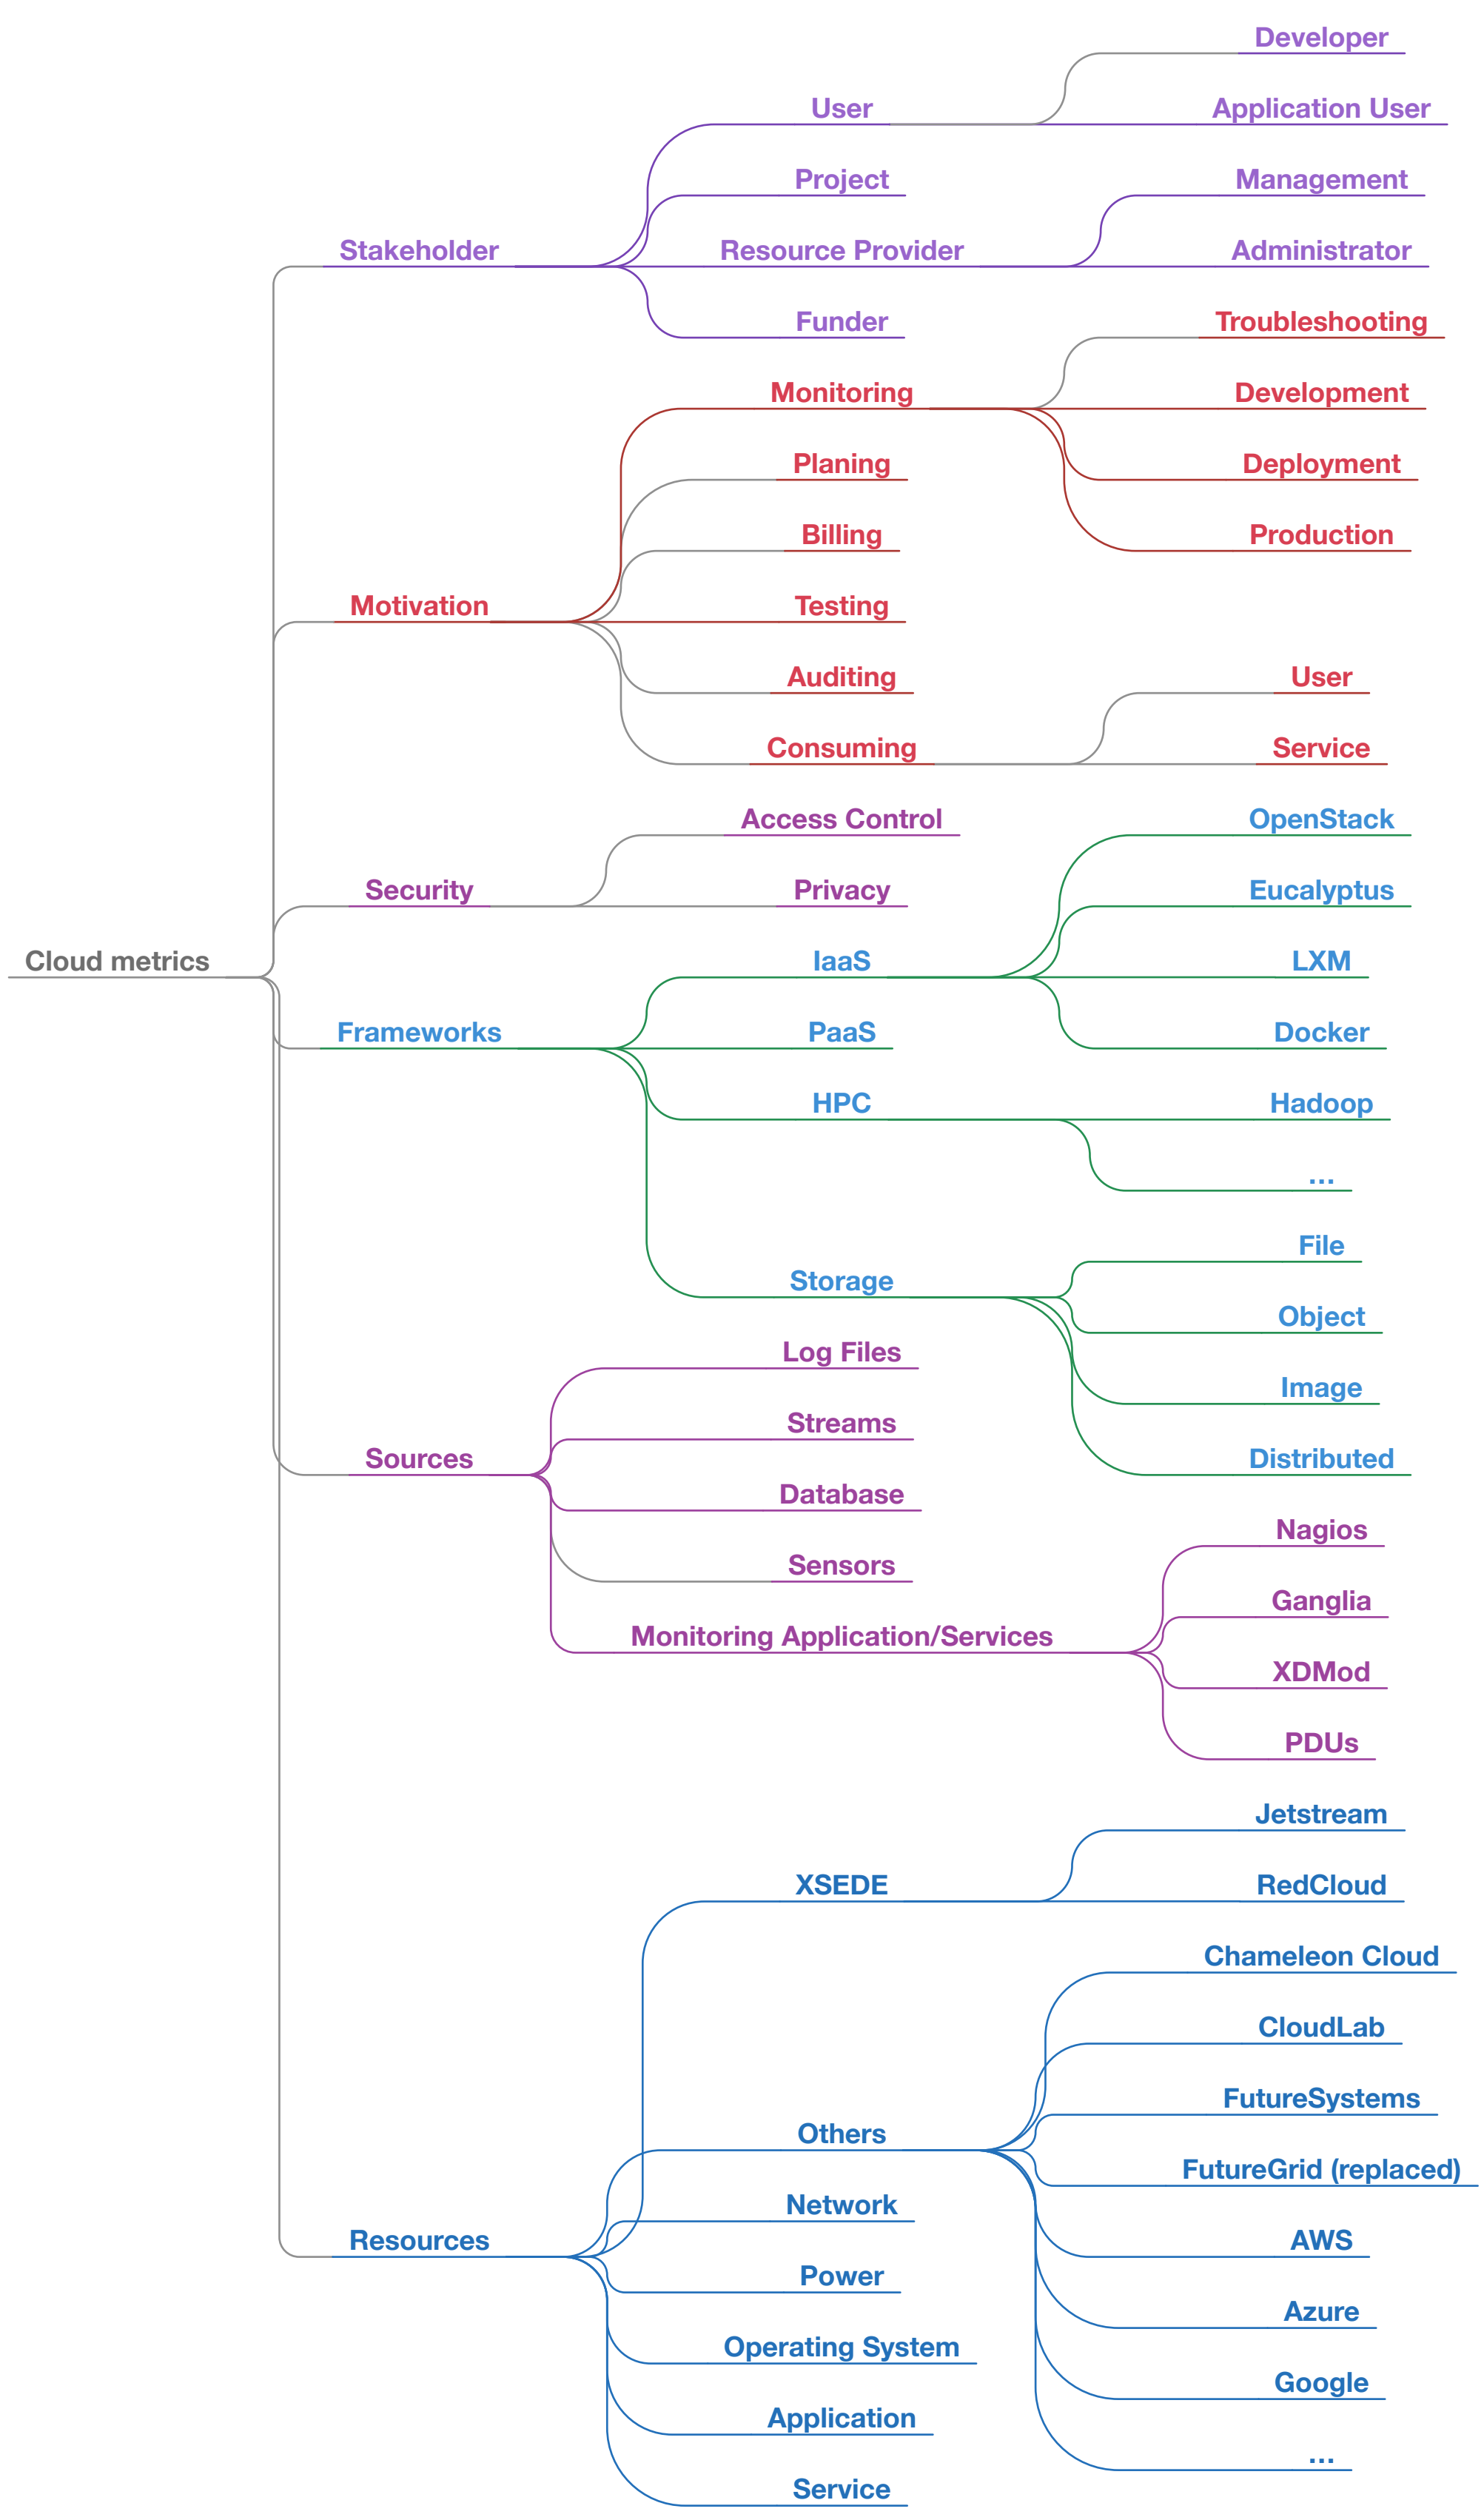 Developer
User
Application User
Project
Management
Stakeholder
Resource Provider
Administrator
Funder
Troubleshooting
Monitoring
Development
Planing
Deployment
Billing
Production
Motivation
Testing
Auditing
User
Consuming
Service
Access Control
OpenStack
Security
Privacy
Eucalyptus
Cloud metrics
IaaS
LXM
Frameworks
PaaS
Docker
HPC
Hadoop
...
File
Storage
Object
Log Files
Image
Streams
Sources
Distributed
Database
Nagios
Sensors
Ganglia
Monitoring Application/Services
XDMod
PDUs
Jetstream
XSEDE
RedCloud
Chameleon Cloud
CloudLab
FutureSystems
Others
FutureGrid (replaced)
Network
Resources
AWS
Power
Azure
Operating System
Google
Application
...
Service